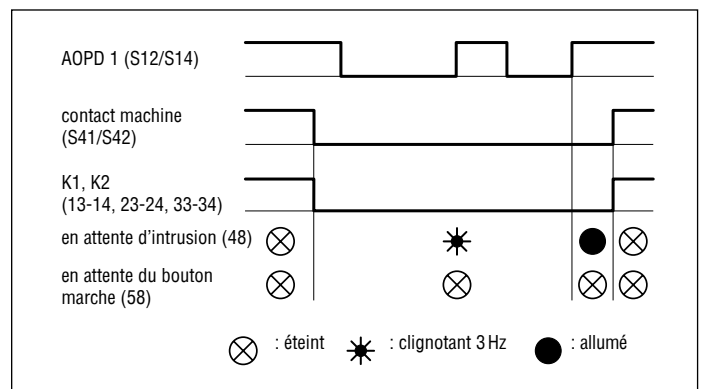 AOPD 1 (S12/S14)
contact machine
(S41/S42)
K1, K2
(13-14, 23-24, 33-34)
en attente d'intrusion (48)
en attente du bouton
marche (58)
: éteint : clignotant 3 Hz : allumé